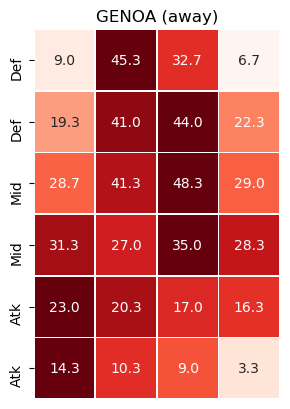 GENOA (away)
Def 9.0 45.3 32.7 6.7
Def 19.3 41.0 44.0 22.3
Mid 28.7 41.3 48.3 29.0
Mid 31.3 27.0 35.0 28.3
Atk 23.0 20.3 17.0 16.3
Atk 14.3 10.3 9.0 3.3